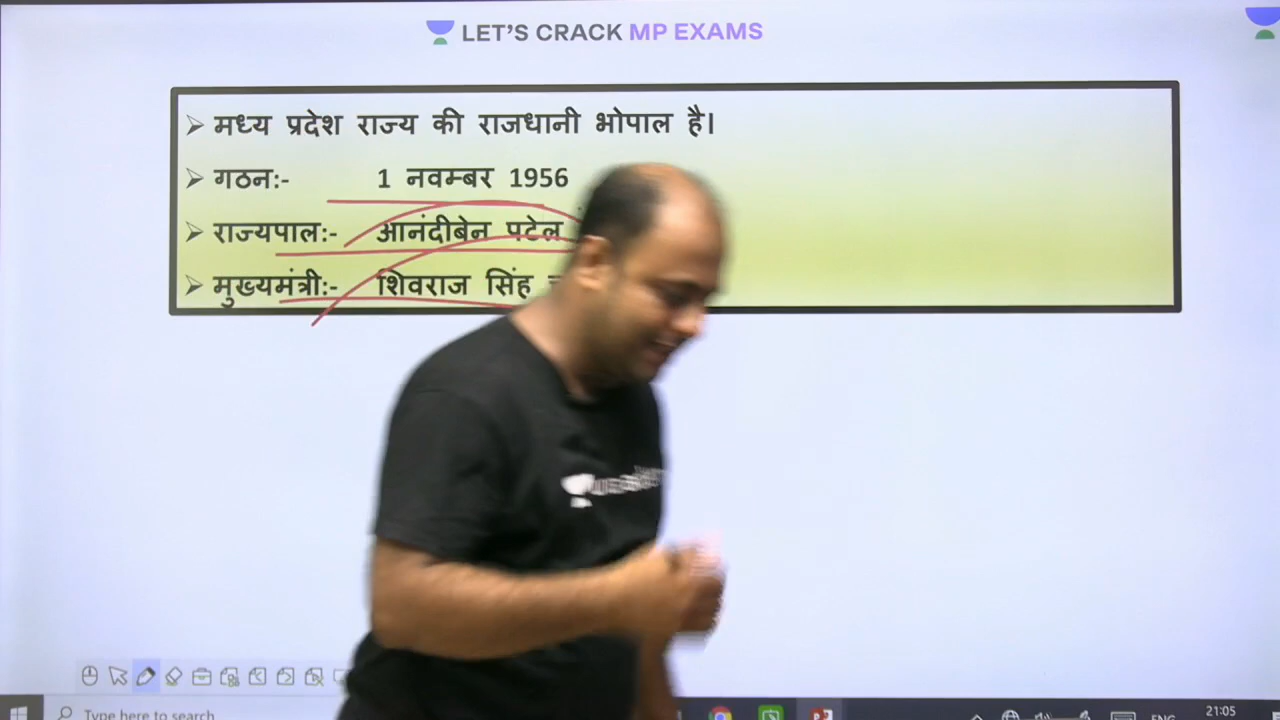 LET'S CRACK MP EXAMS
➢ मध्य प्रदेश राज्य की राजधानी भोपाल है।
➢ गठन:- 1 नवम्बर 1956
➢ राज्यपाल:- आनंदीबेन पटेल
➢ मुख्यमंत्री:- शिवराज सिंह
Type here to search
ENG
21:05